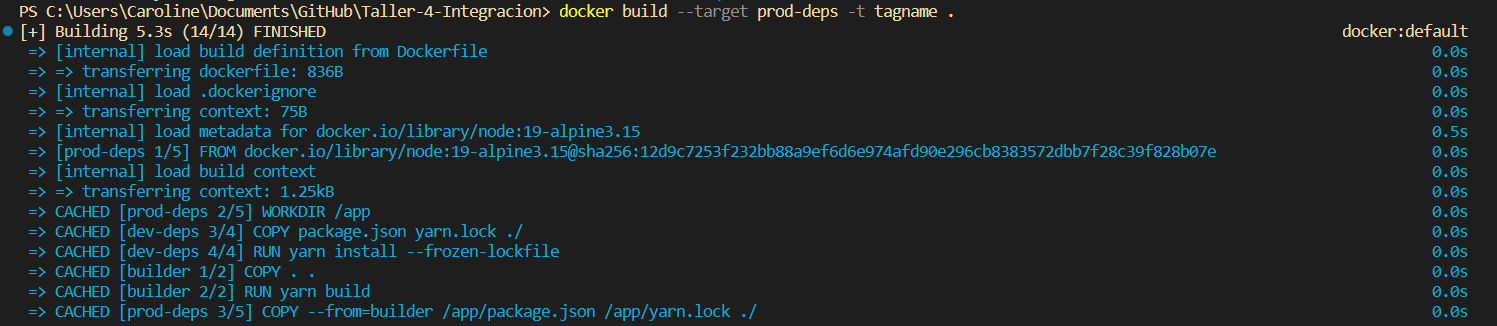 PS C:\Users\Caroline\Documents\GitHub\Taller-4-Integracion> docker build --target prod-deps -t tagname .
[+] Building 5.3s (14/14) FINISHED docker:default
=> [internal] load build definition from Dockerfile 0.0s
=> => transferring dockerfile: 836B 0.0s
=> [internal] load .dockerignore 0.0s
=> => transferring context: 75B 0.0s
=> [internal] load metadata for docker.io/library/node:19-alpine3.15 0.5s
=> [prod-deps 1/5] FROM docker.io/library/node:19-alpine3.15@sha256:12d9c7253f232bb88a9ef6d6e974afd90e296cb8383572dbb7f28c39f828b07e 0.0s
=> [internal] load build context 0.0s
=> => transferring context: 1.25kB 0.0s
=> CACHED [prod-deps 2/5] WORKDIR /app 0.0s
=> CACHED [dev-deps 3/4] COPY package.json yarn.lock ./ 0.0s
=> CACHED [dev-deps 4/4] RUN yarn install --frozen-lockfile 0.0s
=> CACHED [builder 1/2] COPY . . 0.0s
=> CACHED [builder 2/2] RUN yarn build 0.0s
=> CACHED [prod-deps 3/5] COPY --from=builder /app/package.json /app/yarn.lock ./ 0.0s